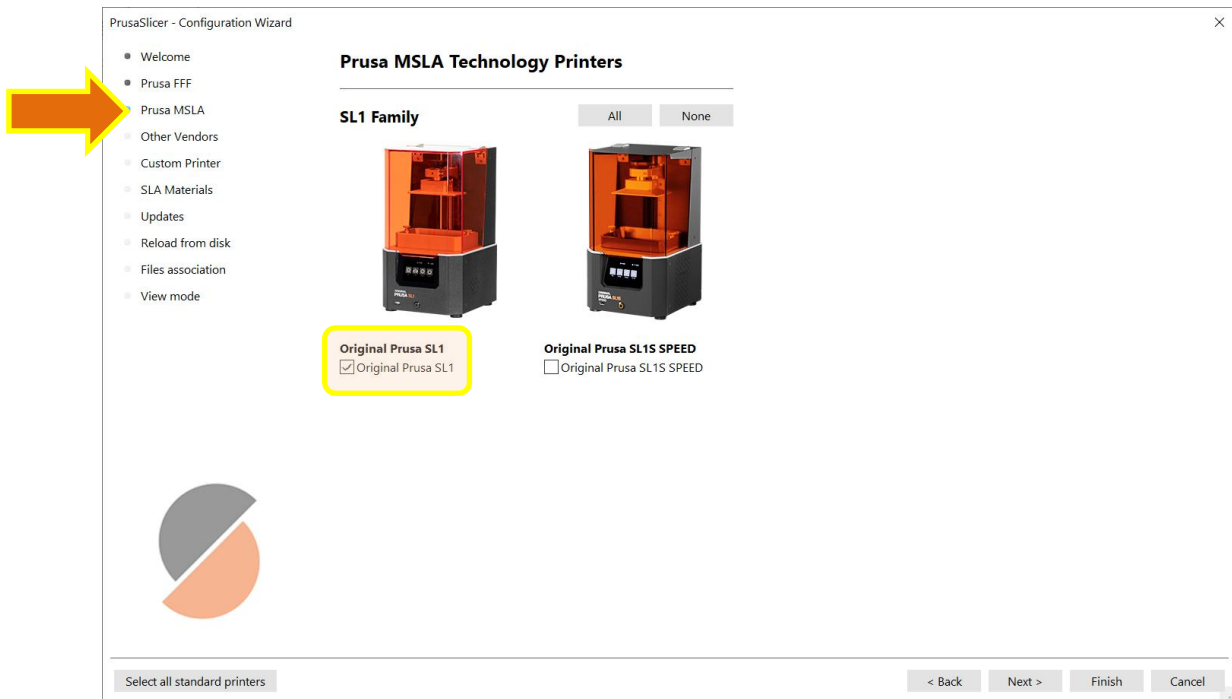 PrusaSlicer - Configuration Wizard
Welcome
Prusa FFF
Prusa MSLA
Other Vendors
Custom Printer
SLA Materials
Updates
Reload from disk
Files association
View mode
Prusa MSLA Technology Printers
SL1 Family
All
None
Original Prusa SL1
Original Prusa SL1
Original Prusa SL1S SPEED
Original Prusa SL1S SPEED
Select all standard printers
< Back
Next >
Finish
Cancel